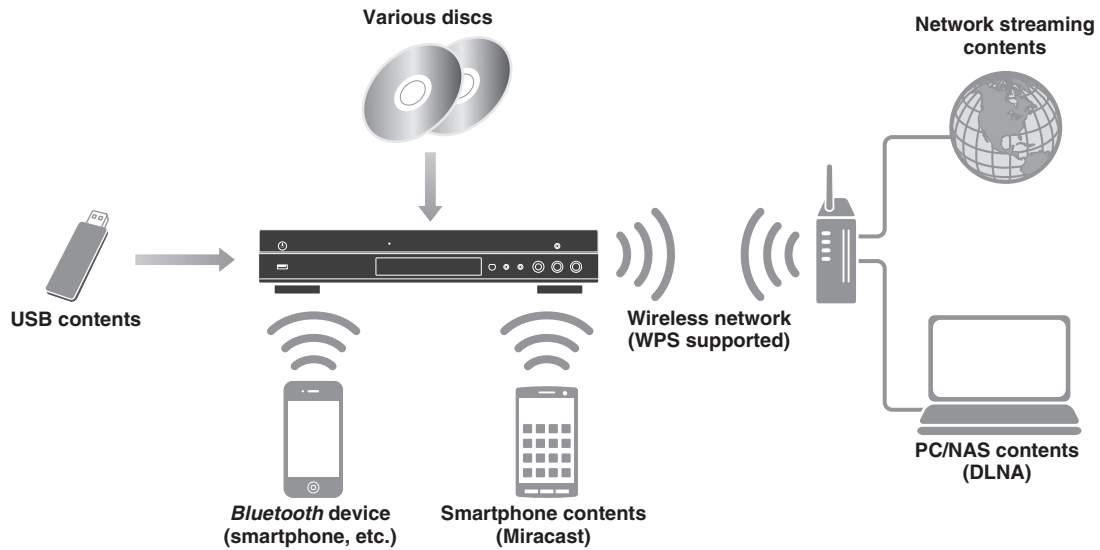 Various discs
Network streaming
contents
USB contents
Wireless network
(WPS supported)
PC/NAS contents
(DLNA)
Bluetooth device
(smartphone, etc.)
Smartphone contents
(Miracast)